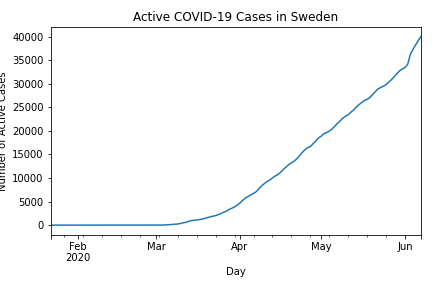 Active COVID-19 Cases in Sweden
40000
35000
30000
25000
20000
15000
10000
5000
0
Number of Active Cases
Feb
2020
Mar
Apr
May
Jun
Day